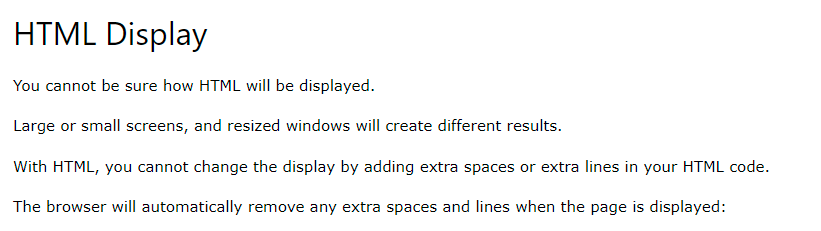 HTML Display
You cannot be sure how HTML will be displayed.
Large or small screens, and resized windows will create different results.
With HTML, you cannot change the display by adding extra spaces or extra lines in your HTML code.
The browser will automatically remove any extra spaces and lines when the page is displayed: